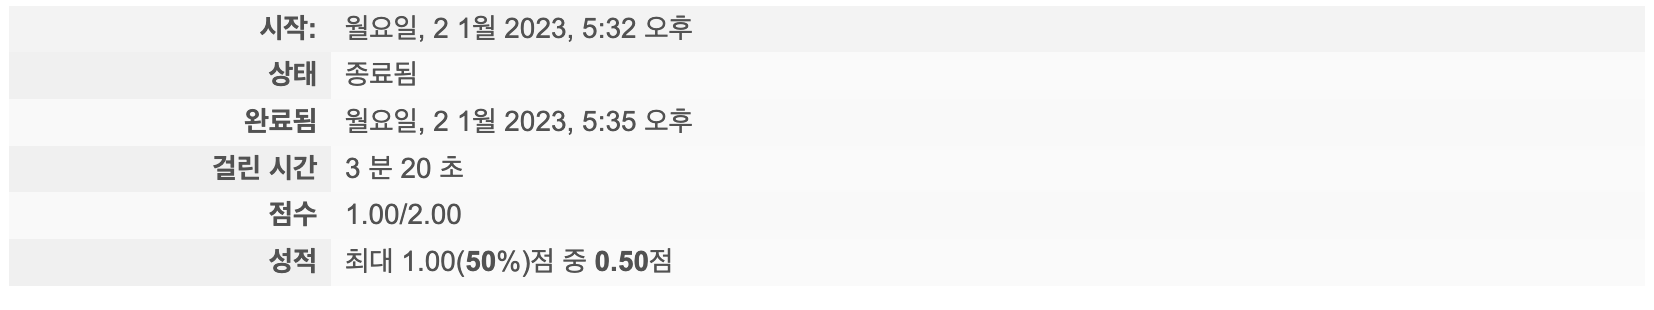 시작: 월요일, 2 1월 2023, 5:32 오후
상태 종료됨
완료됨 월요일, 2 1월 2023, 5:35 오후
걸린 시간 3 분 20 초
점수 1.00/2.00
성적 최대 1.00(50%)점 중 0.50점